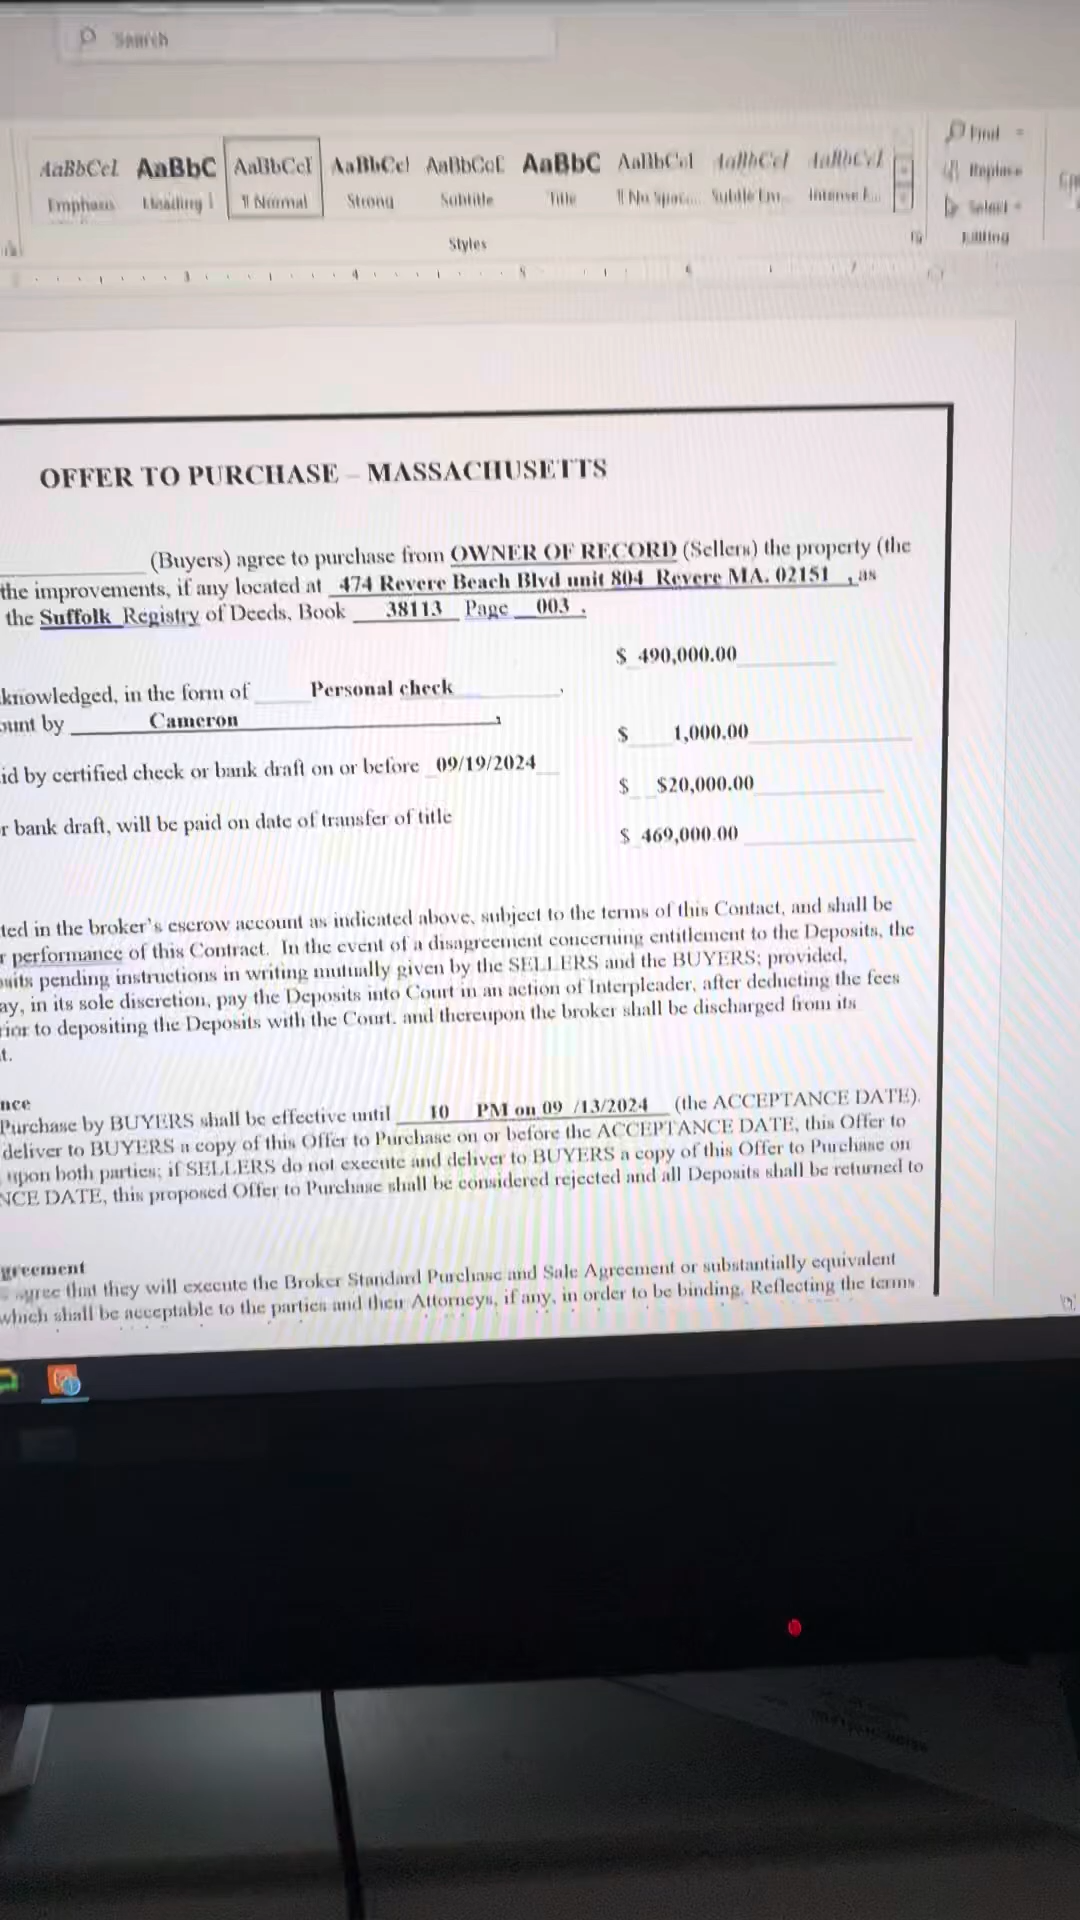 Search
AaBbCcI AaBbC AaBbCcI AaBbCcI AaBbCcC AaBbC AaBbCcI AaBbCcI AaBbCcI
Emphasis Heading 1 ¶ Normal Strong Subtitle Title ¶ No Spac... Subtle Em... Intense E...
Find
Replace
Select
Styles
Editing
3 4 5 6 7
OFFER TO PURCHASE – MASSACHUSETTS
(Buyers) agree to purchase from OWNER OF RECORD (Sellers) the property (the
the improvements, if any located at 474 Revere Beach Blvd unit 804 Revere MA. 02151 , as
the Suffolk Registry of Deeds, Book 38113 Page 003 .
$ 490,000.00
knowledged, in the form of Personal check ,
ount by Cameron ,
$ 1,000.00
id by certified check or bank draft on or before 09/19/2024
$ $20,000.00
r bank draft, will be paid on date of transfer of title
$ 469,000.00
ted in the broker's escrow account as indicated above, subject to the terms of this Contact, and shall be
r performance of this Contract. In the event of a disagreement concerning entitlement to the Deposits, the
osits pending instructions in writing mutually given by the SELLERS and the BUYERS; provided,
ay, in its sole discretion, pay the Deposits into Court in an action of Interpleader, after deducting the fees
rior to depositing the Deposits with the Court, and thereupon the broker shall be discharged from its
t.
nce
Purchase by BUYERS shall be effective until 10 PM on 09 /13/2024 (the ACCEPTANCE DATE).
deliver to BUYERS a copy of this Offer to Purchase on or before the ACCEPTANCE DATE, this Offer to
upon both parties; if SELLERS do not execute and deliver to BUYERS a copy of this Offer to Purchase on
NCE DATE, this proposed Offer to Purchase shall be considered rejected and all Deposits shall be returned to
greement
agree that they will execute the Broker Standard Purchase and Sale Agreement or substantially equivalent
which shall be acceptable to the parties and their Attorneys, if any, in order to be binding. Reflecting the terms